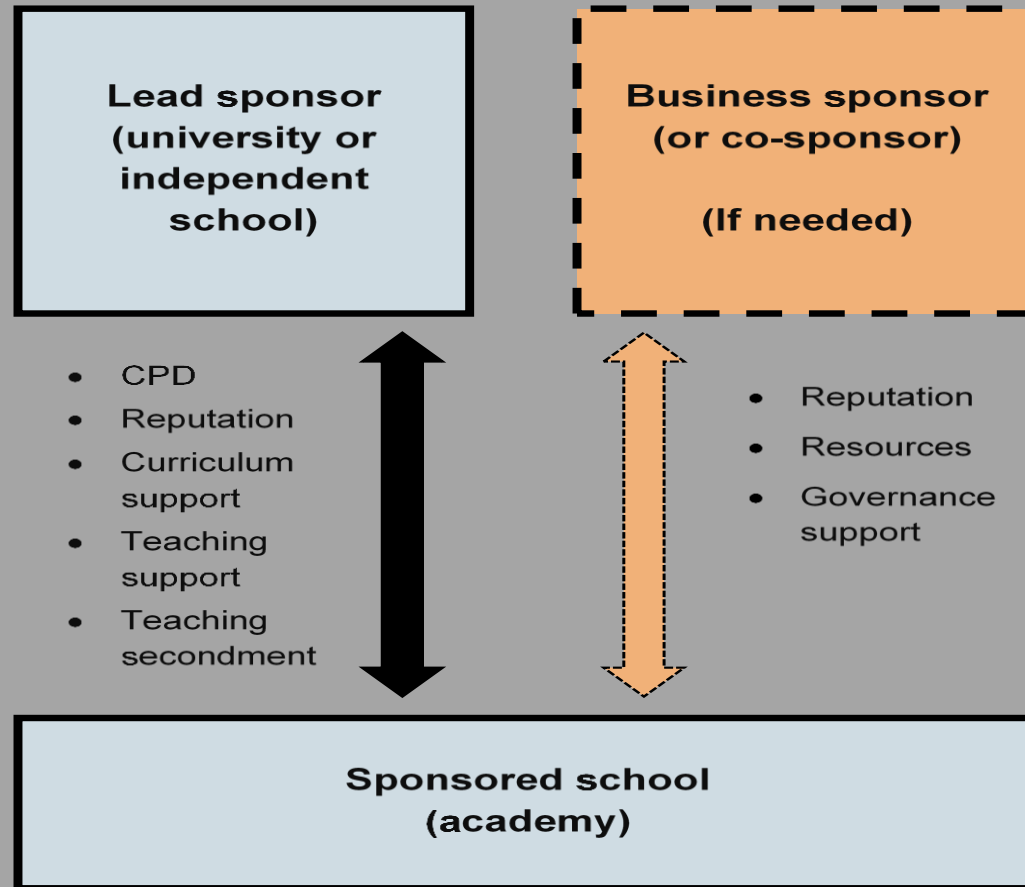 Lead sponsor
(university or
independent
school)
Business sponsor
(or co-sponsor)
(If needed)
• CPD
• Reputation
• Curriculum
support
• Teaching
support
• Teaching
secondment
• Reputation
• Resources
• Governance
support
Sponsored school
(academy)